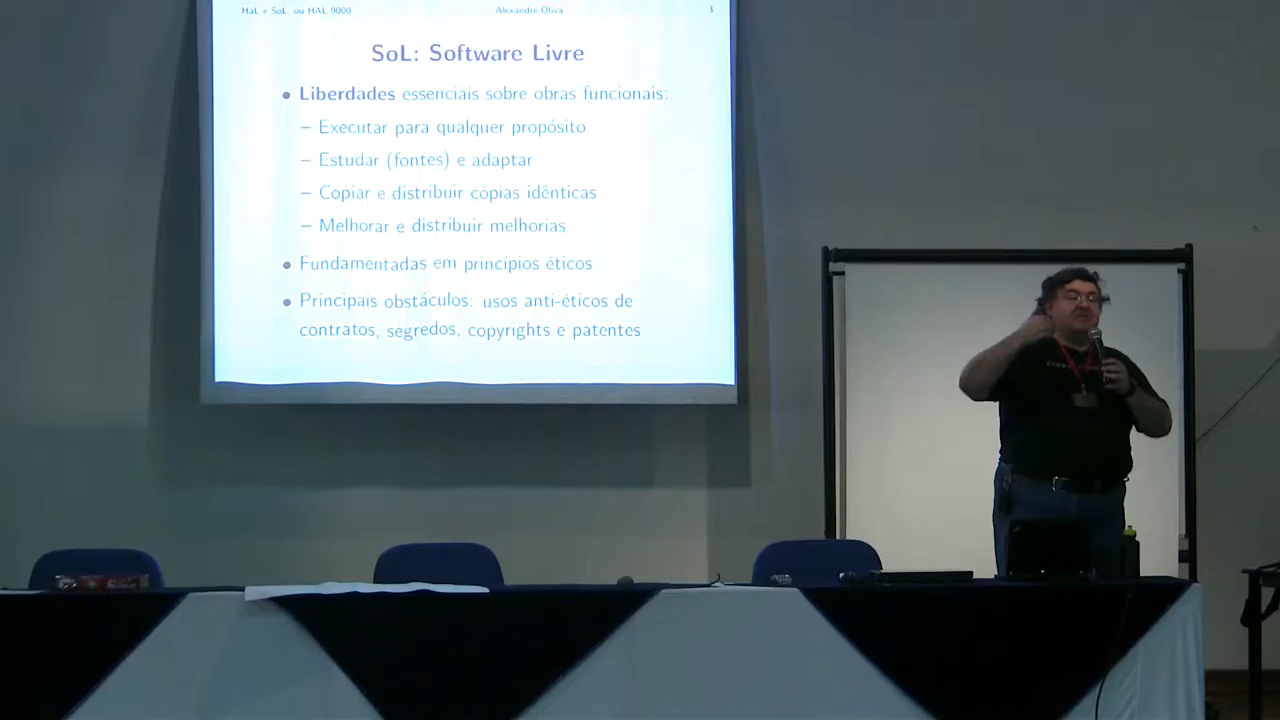 HaL e SoL, ou HAL 9000 Alexandre Oliva 3
SoL: Software Livre
• Liberdades essenciais sobre obras funcionais:
– Executar para qualquer propósito
– Estudar (fontes) e adaptar
– Copiar e distribuir cópias idênticas
– Melhorar e distribuir melhorias
• Fundamentadas em princípios éticos
• Principais obstáculos: usos anti-éticos de
contratos, segredos, copyrights e patentes